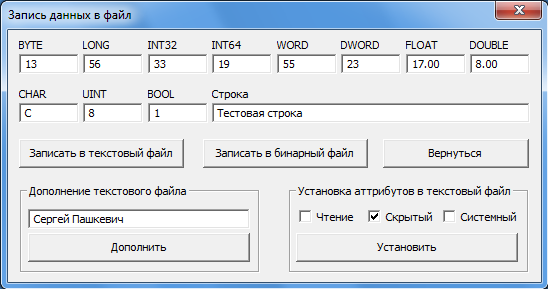 Запись данных в файл
BYTE LONG INT32 INT64 WORD DWORD FLOAT DOUBLE
13 56 33 19 55 23 17.00 8.00
CHAR UINT BOOL Строка
C 8 1 Тестовая строка
Записать в текстовый файл Записать в бинарный файл Вернуться
Дополнение текстового файла Установка аттрибутов в текстовый файл
Сергей Пашкевич Чтение Скрытый Системный
Дополнить Установить